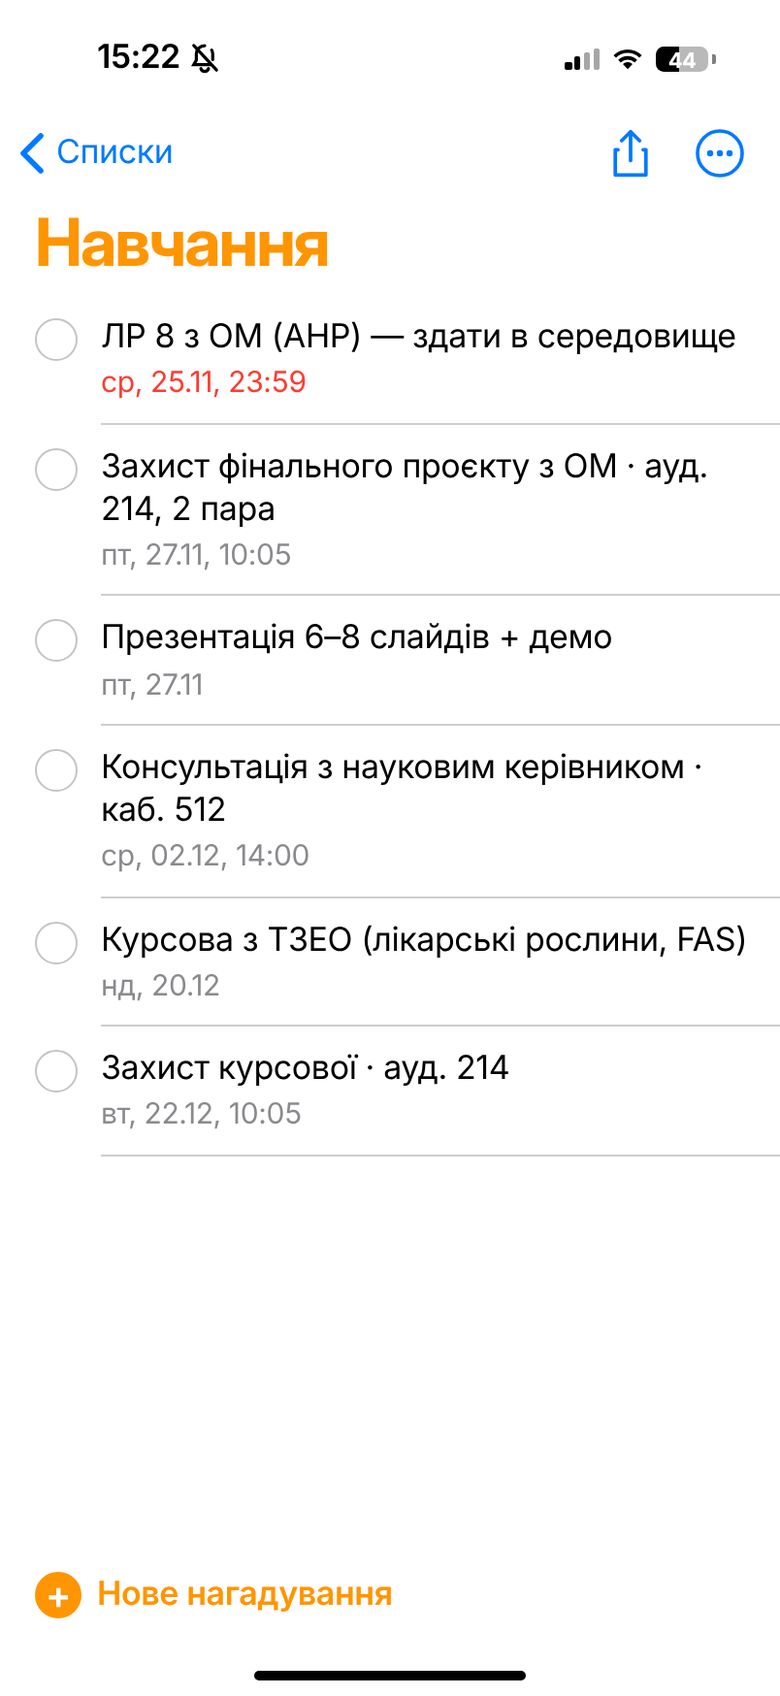 15:22
44
Списки
Навчання
ЛР 8 з ОМ (АНР) — здати в середовище
ср, 25.11, 23:59
Захист фінального проєкту з ОМ · ауд.
214, 2 пара
пт, 27.11, 10:05
Презентація 6–8 слайдів + демо
пт, 27.11
Консультація з науковим керівником ·
каб. 512
ср, 02.12, 14:00
Курсова з ТЗЕО (лікарські рослини, FAS)
нд, 20.12
Захист курсової · ауд. 214
вт, 22.12, 10:05
Нове нагадування